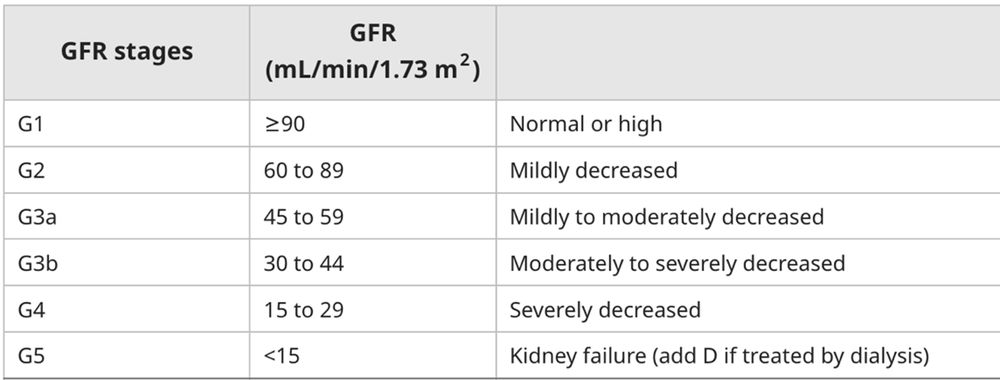 GFR stages GFR
(mL/min/1.73 m²)
G1 ≥90 Normal or high
G2 60 to 89 Mildly decreased
G3a 45 to 59 Mildly to moderately decreased
G3b 30 to 44 Moderately to severely decreased
G4 15 to 29 Severely decreased
G5 <15 Kidney failure (add D if treated by dialysis)